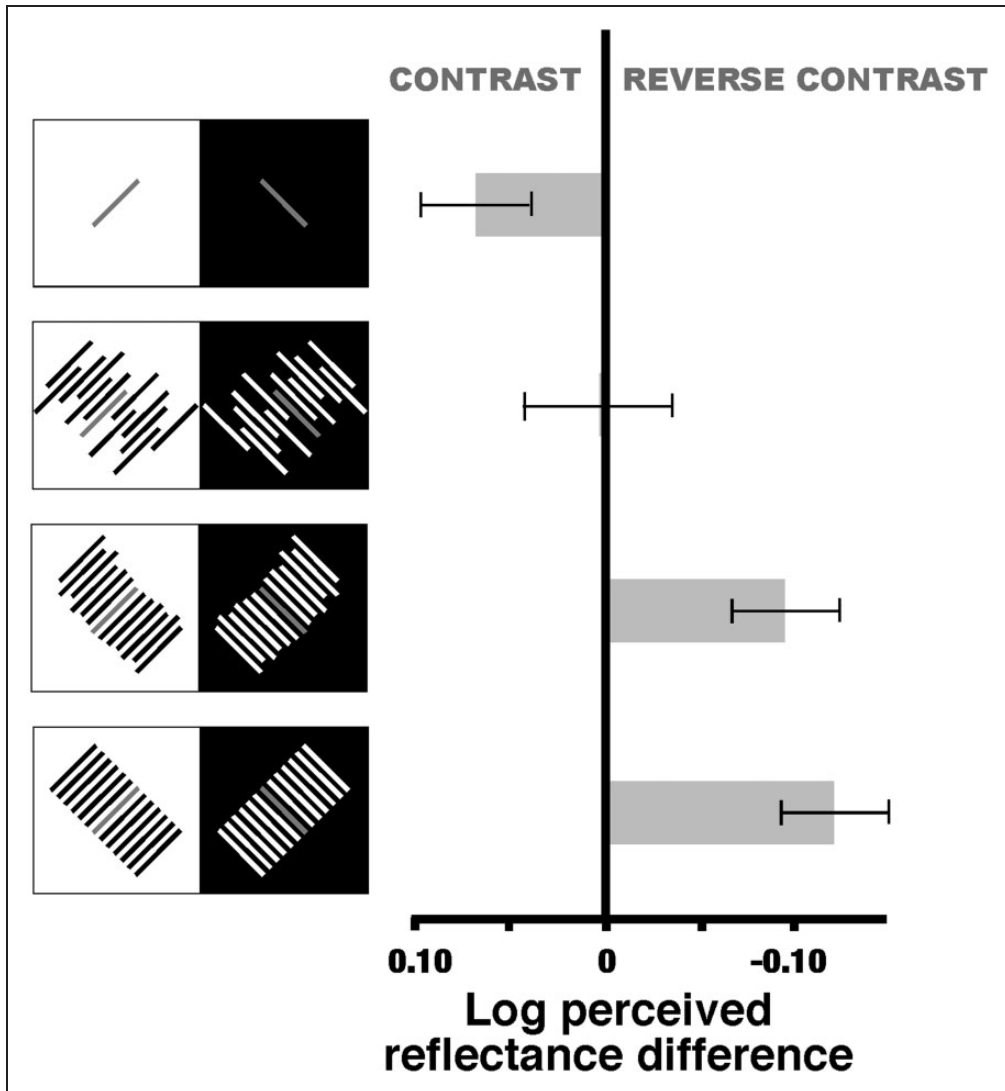 CONTRAST
REVERSE CONTRAST
0.10
0
-0.10
Log perceived
reflectance difference